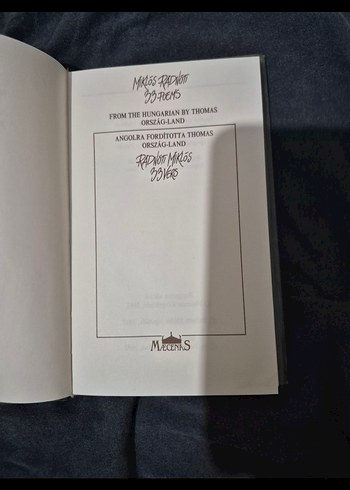 MIKLÓS RADNÓTI
33 POEMS
FROM THE HUNGARIAN BY THOMAS
ORSZÁG-LAND
ANGOLRA FORDÍTOTTA THOMAS
ORSZÁG-LAND
RADNÓTI MIKLÓS
33 VERS
MÆCENAS